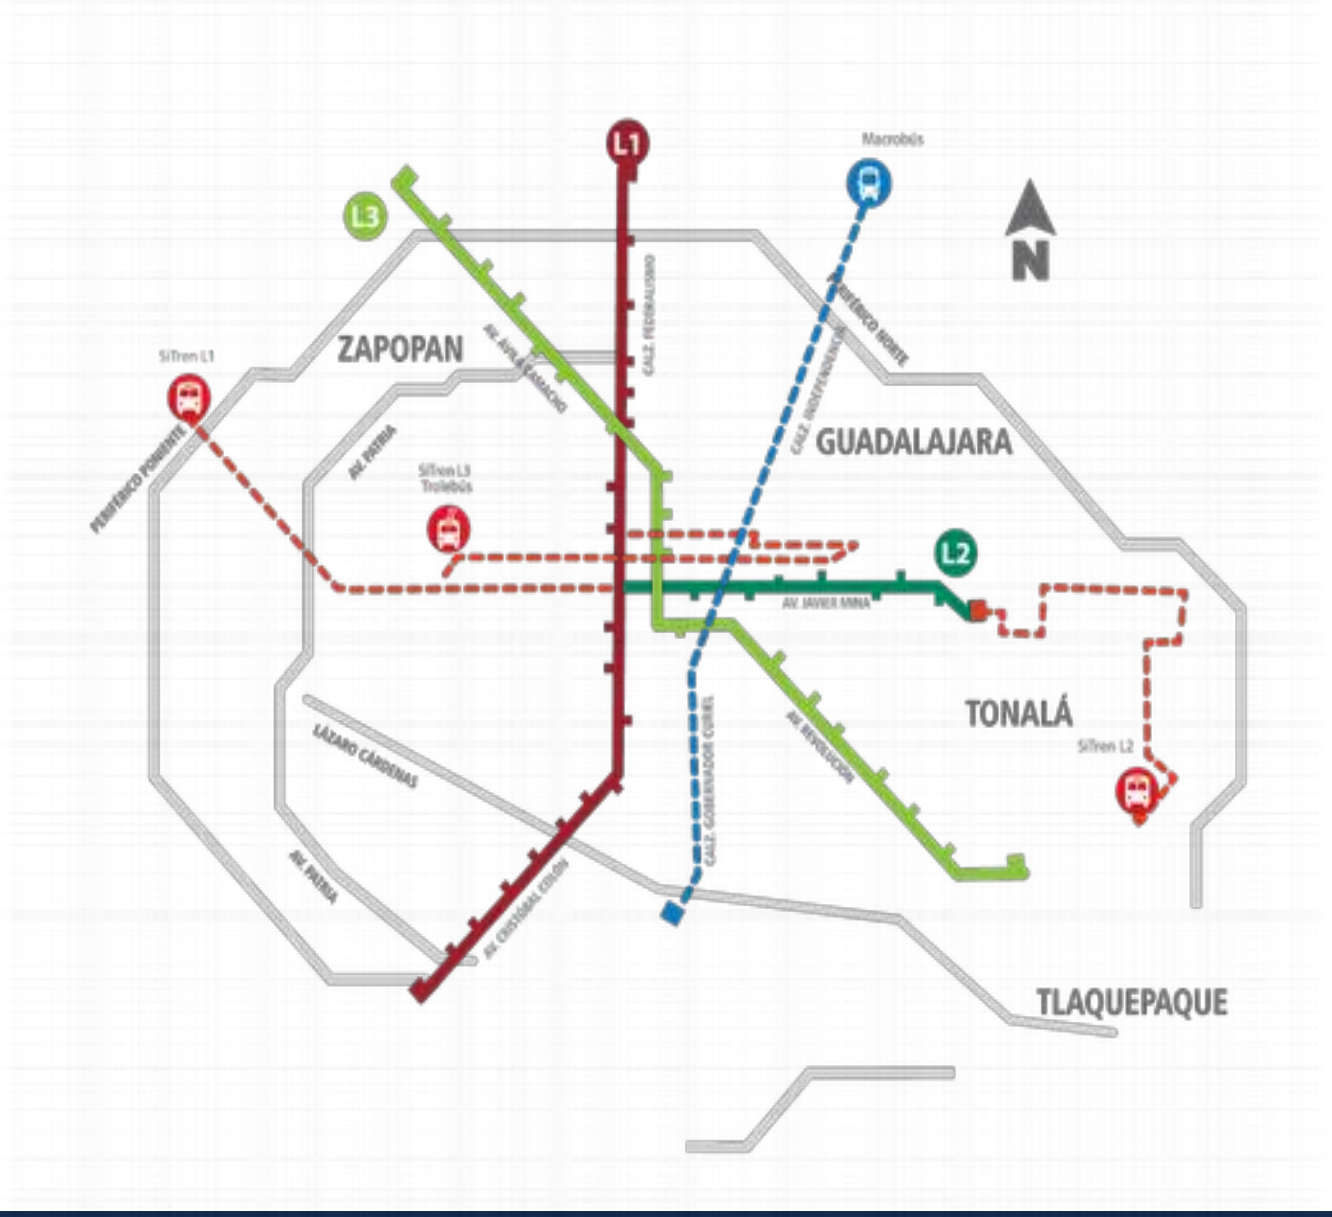 L1
Macrobús
L3
N
CALZ. FEDERALISMO
PERIFÉRICO NORTE
ZAPOPAN
AV. ÁVILA CAMACHO
SiTren L1
CALZ. INDEPENDENCIA
GUADALAJARA
PERIFÉRICO PONIENTE
AV. PATRIA
SiTren L3
Trolebús
L2
AV. JAVIER MINA
TONALÁ
SiTren L2
LÁZARO CÁRDENAS
AV. REVOLUCIÓN
CALZ. GOBERNADOR CURIEL
AV. PATRIA
AV. CRISTÓBAL COLÓN
TLAQUEPAQUE